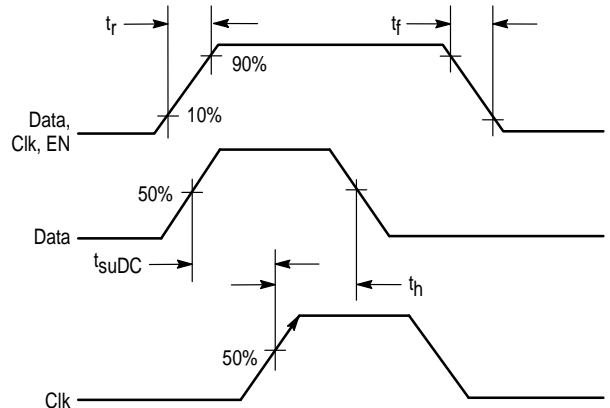 tr
tf
90%
10%
Data,
Clk, EN
50%
Data
tsuDC
th
50%
Clk